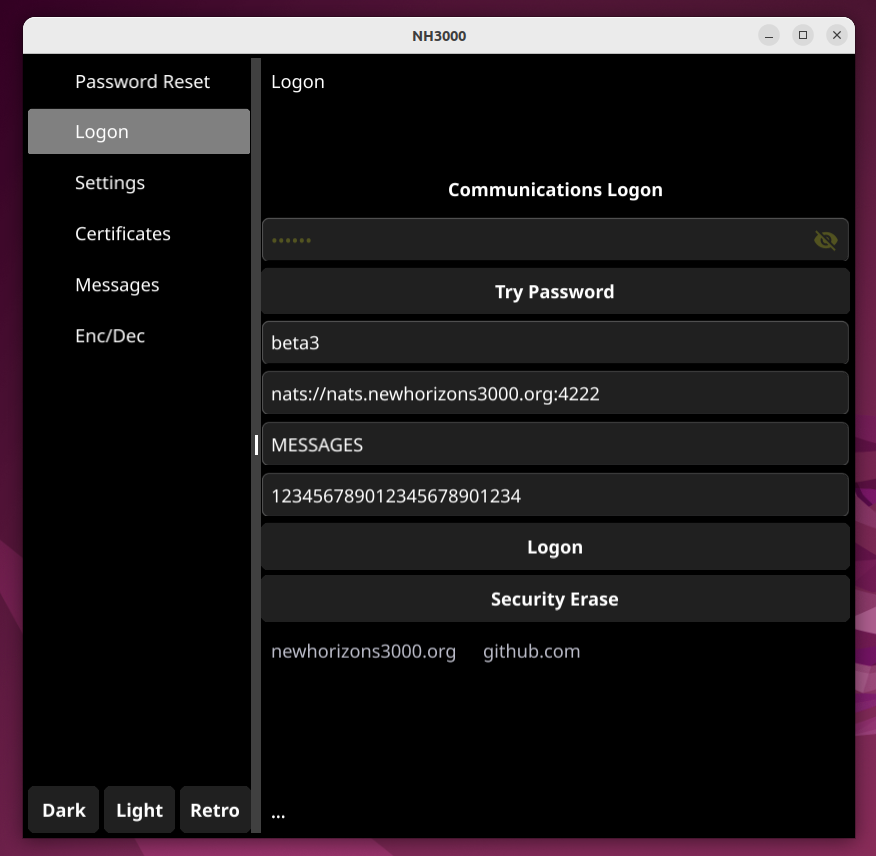 NH3000
Password Reset
Logon
Settings
Certificates
Messages
Enc/Dec
Dark Light Retro
Logon
Communications Logon
••••••
Try Password
beta3
nats://nats.newhorizons3000.org:4222
MESSAGES
123456789012345678901234
Logon
Security Erase
newhorizons3000.org github.com
...